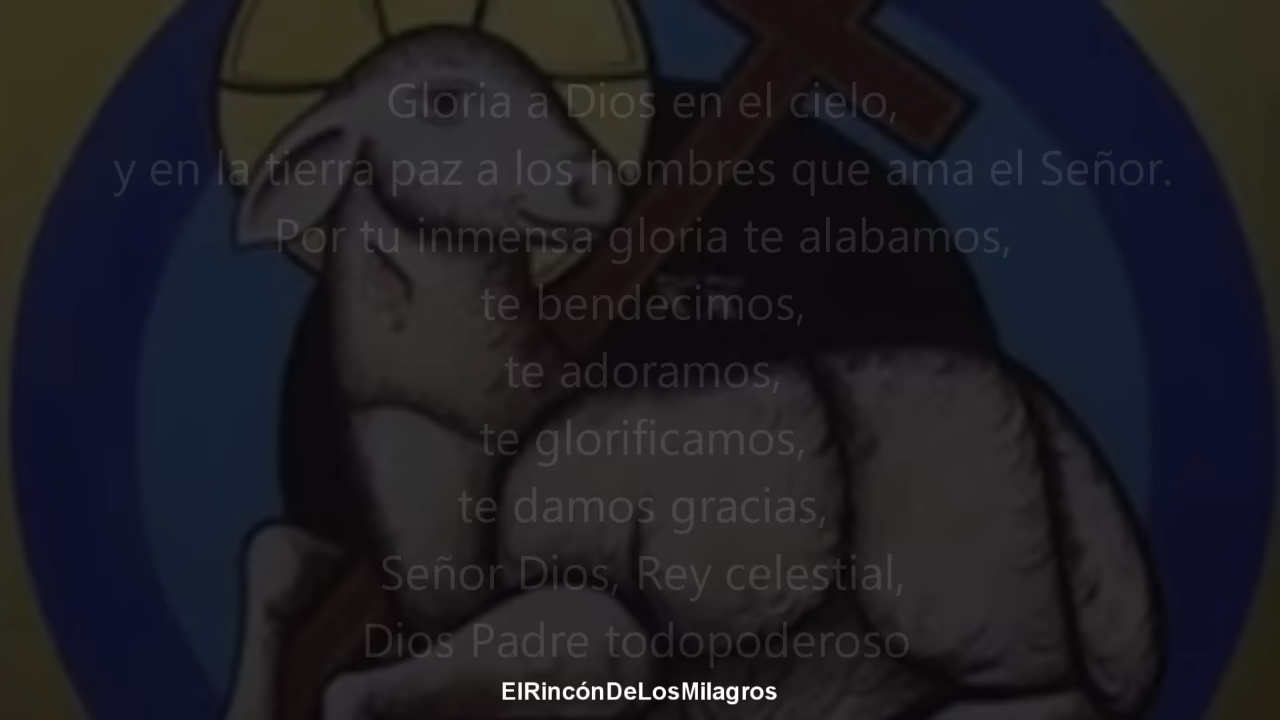 Gloria a Dios en el cielo,
y en la tierra paz a los hombres que ama el Señor.
Por tu inmensa gloria te alabamos,
te bendecimos,
te adoramos,
te glorificamos,
te damos gracias,
Señor Dios, Rey celestial,
Dios Padre todopoderoso
ElRincónDeLosMilagros